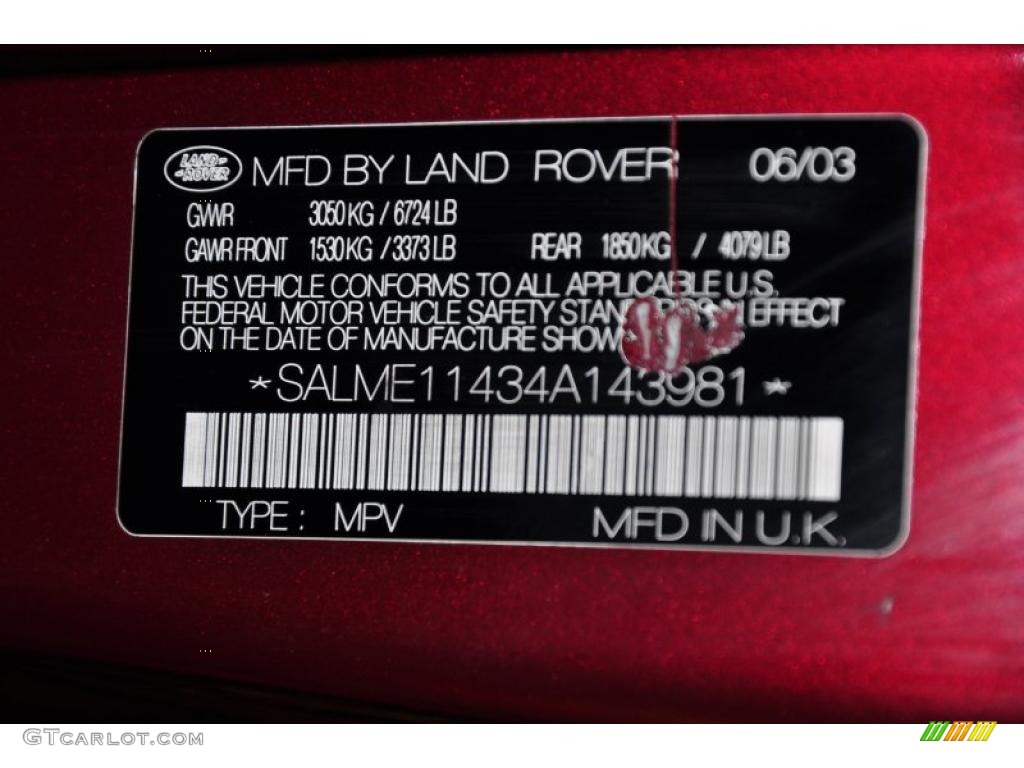 LAND-
-ROVER MFD BY LAND ROVER 06/03
GVWR 3050 KG / 6724 LB
GAWR FRONT 1530 KG / 3373 LB REAR 1850 KG / 4079 LB
THIS VEHICLE CONFORMS TO ALL APPLICABLE U.S.
FEDERAL MOTOR VEHICLE SAFETY STANDARDS IN EFFECT
ON THE DATE OF MANUFACTURE SHOW
*SALME11434A143981*
TYPE : MPV MFD IN U.K.
GTCARLOT.COM